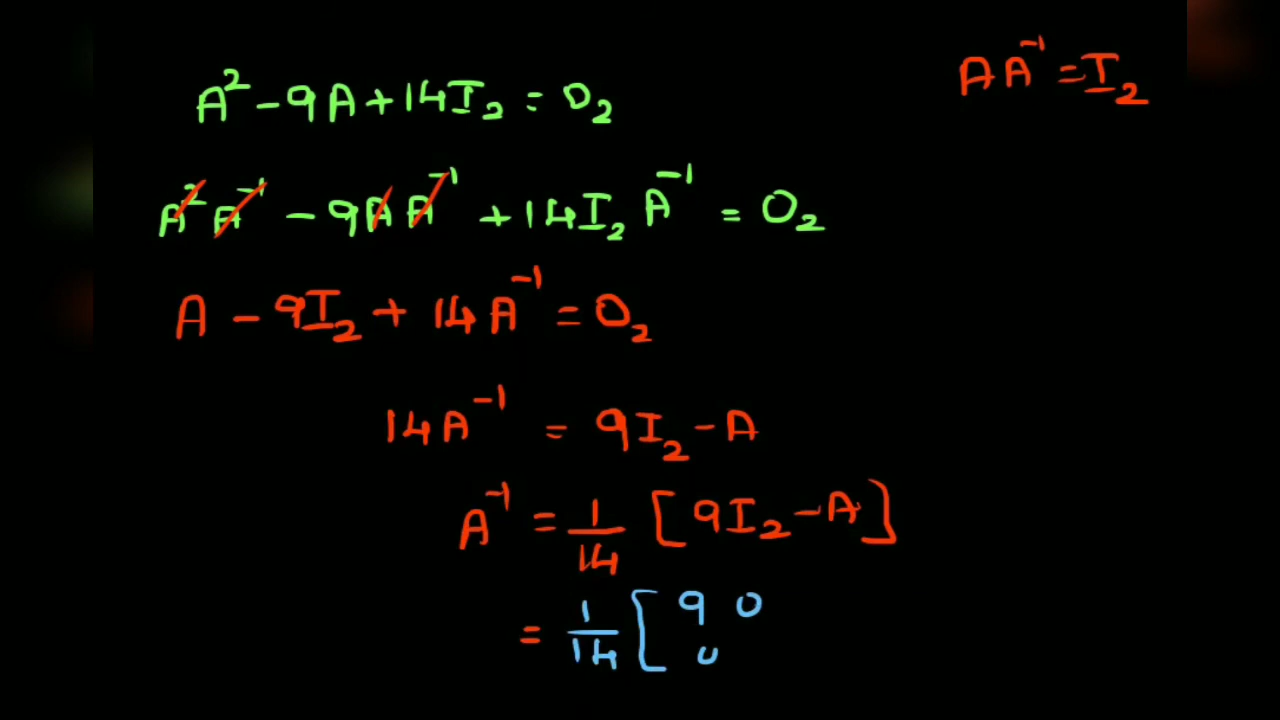 A² - 9A + 14I₂ = O₂
AA⁻¹ = I₂
A²A⁻¹ - 9AA⁻¹ + 14I₂A⁻¹ = O₂
A - 9I₂ + 14A⁻¹ = O₂
14A⁻¹ = 9I₂ - A
A⁻¹ = 1/14 [9I₂ - A]
= 1/14 [ 9 0
0